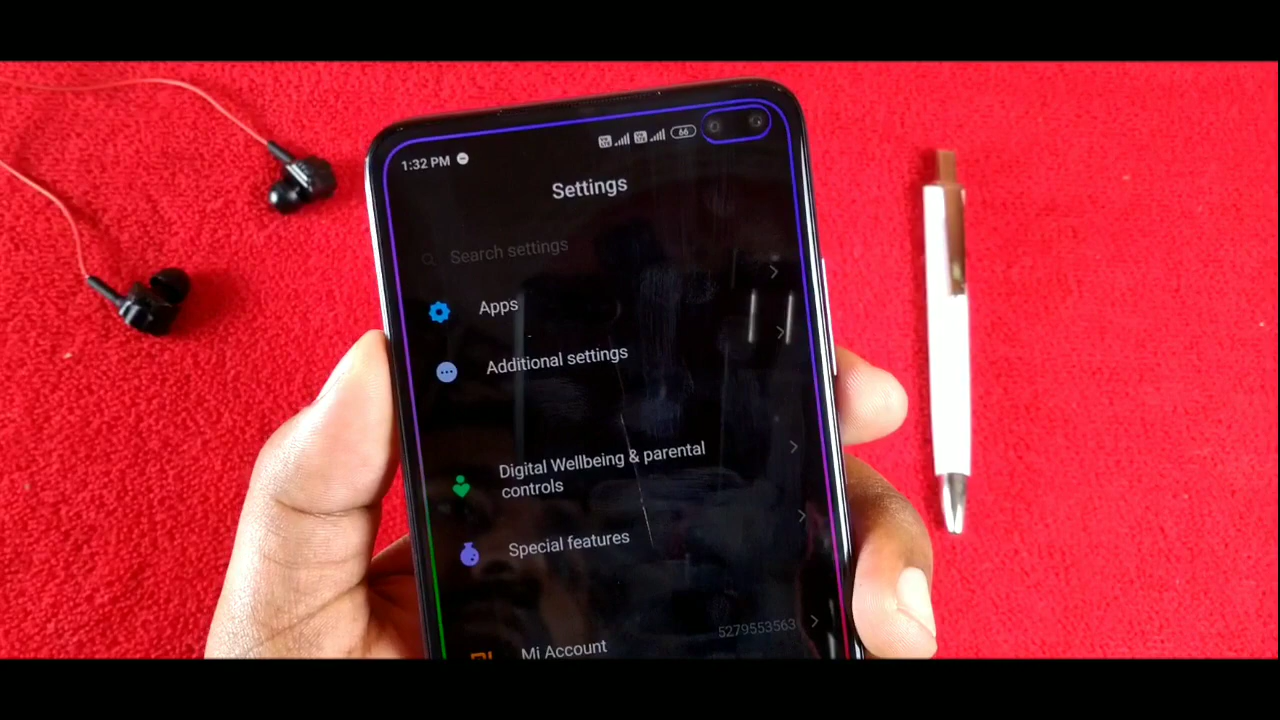 1:32 PM
66
Settings
Search settings
Apps
Additional settings
Digital Wellbeing & parental
controls
Special features
Mi Account
5279553563